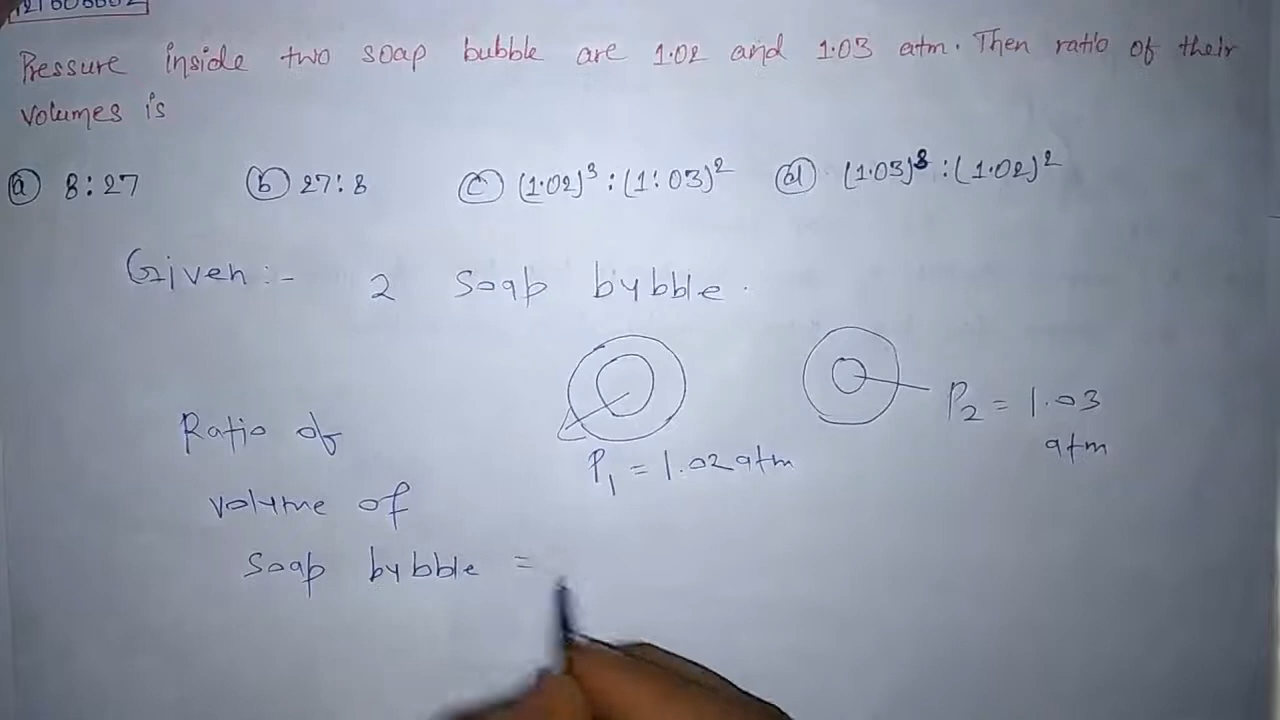 Pressure inside two soap bubble are 1.02 and 1.03 atm. Then ratio of their
volumes is
(a) 8:27 (b) 27:8 (c) (1.02)³ : (1:03)² (d) (1.03)³ : (1.02)²
Given :- 2 soap bubble.
P₂ = 1.03
atm
Ratio of
P₁ = 1.02 atm
volume of
soap bubble =